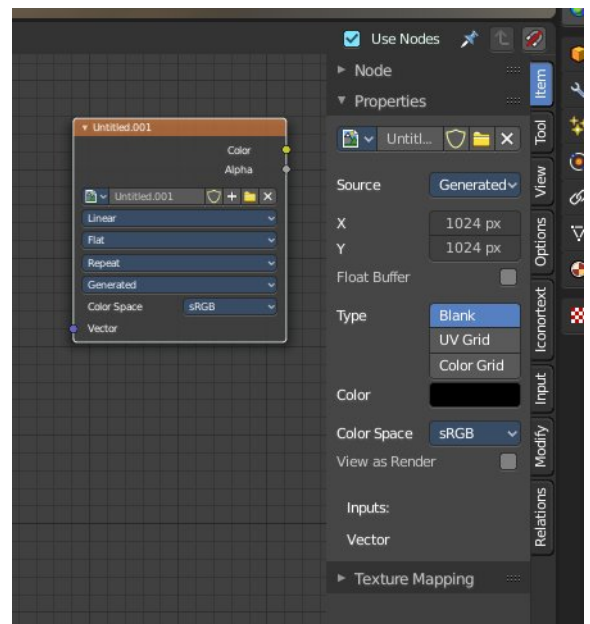 Use Nodes
Node
Properties
Untitl...
Source Generated
X 1024 px
Y 1024 px
Float Buffer
Type Blank
UV Grid
Color Grid
Color
Color Space sRGB
View as Render
Inputs:
Vector
Texture Mapping
Item
Tool
View
Options
Iconortext
Input
Modify
Relations
Untitled.001
Color
Alpha
Untitled.001
Linear
Flat
Repeat
Generated
Color Space sRGB
Vector